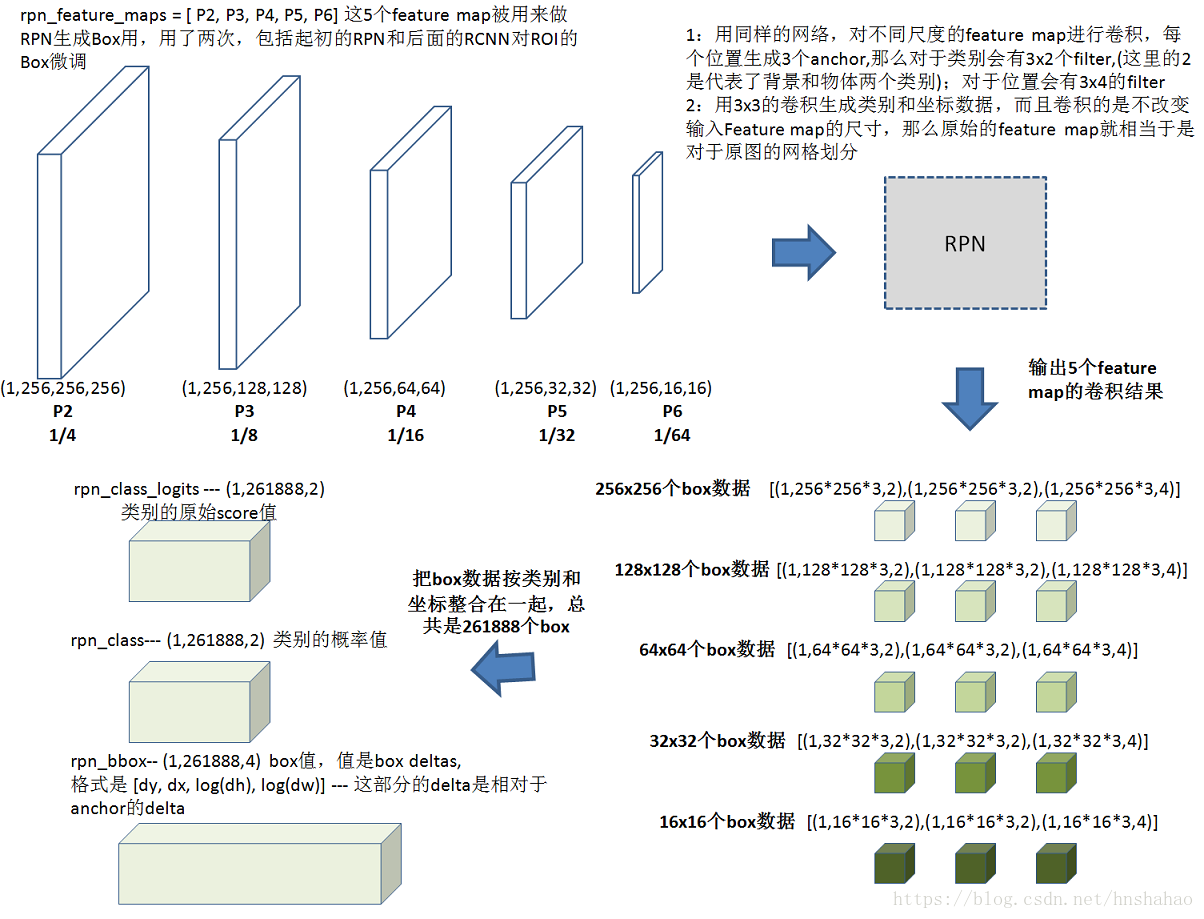 rpn_feature_maps = [ P2, P3, P4, P5, P6] 这5个feature map被用来做
RPN生成Box用，用了两次，包括起初的RPN和后面的RCNN对ROI的
Box微调
1：用同样的网络，对不同尺度的feature map进行卷积，每
个位置生成3个anchor,那么对于类别会有3x2个filter,(这里的2
是代表了背景和物体两个类别)；对于位置会有3x4的filter
2：用3x3的卷积生成类别和坐标数据，而且卷积的是不改变
输入Feature map的尺寸，那么原始的feature map就相当于是
对于原图的网格划分
RPN
(1,256,256,256)
P2
1/4
(1,256,128,128)
P3
1/8
(1,256,64,64)
P4
1/16
(1,256,32,32)
P5
1/32
(1,256,16,16)
P6
1/64
输出5个feature
map的卷积结果
256x256个box数据 [(1,256*256*3,2),(1,256*256*3,2),(1,256*256*3,4)]
128x128个box数据 [(1,128*128*3,2),(1,128*128*3,2),(1,128*128*3,4)]
64x64个box数据 [(1,64*64*3,2),(1,64*64*3,2),(1,64*64*3,4)]
32x32个box数据 [(1,32*32*3,2),(1,32*32*3,2),(1,32*32*3,4)]
16x16个box数据 [(1,16*16*3,2),(1,16*16*3,2),(1,16*16*3,4)]
把box数据按类别和
坐标整合在一起，总
共是261888个box
rpn_class_logits --- (1,261888,2)
类别的原始score值
rpn_class--- (1,261888,2) 类别的概率值
rpn_bbox-- (1,261888,4) box值，值是box deltas,
格式是 [dy, dx, log(dh), log(dw)] --- 这部分的delta是相对于
anchor的delta
https://blog.csdn.net/hnshahao